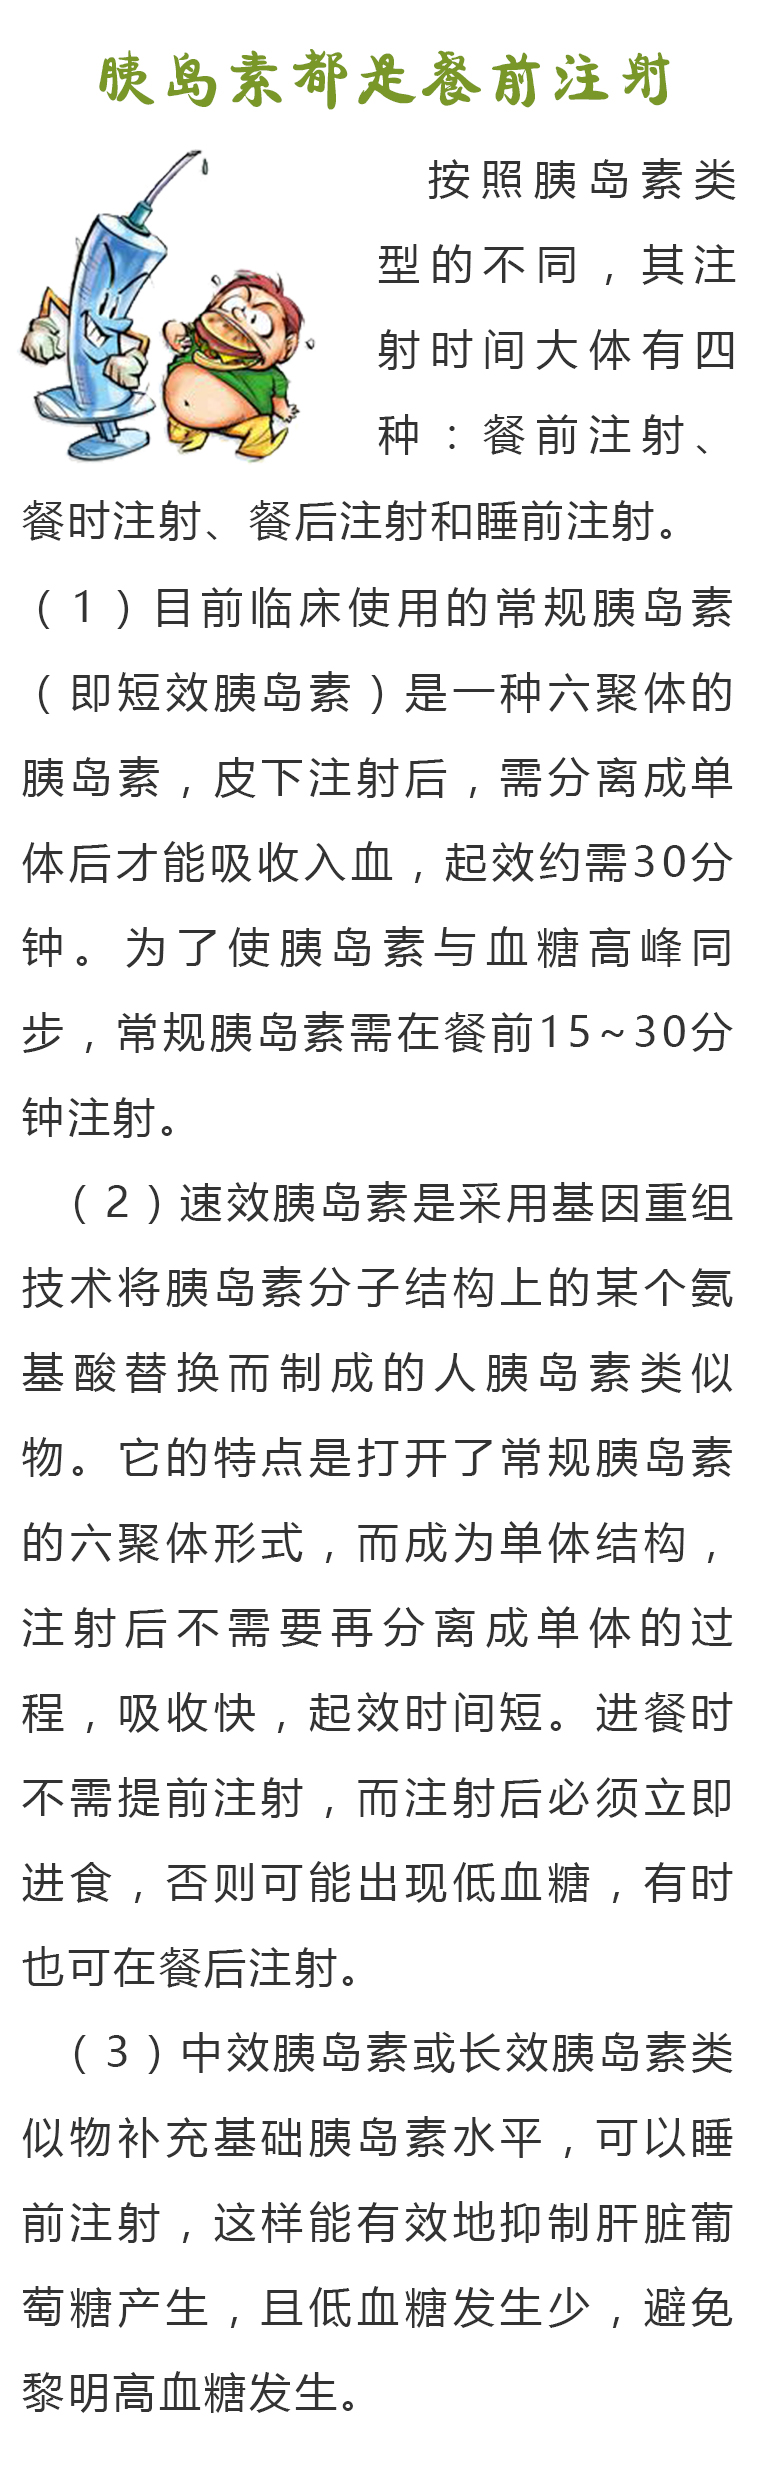 胰岛素都是餐前注射
按照胰岛素类
型的不同，其注
射时间大体有四
种：餐前注射、
餐时注射、餐后注射和睡前注射。
（1）目前临床使用的常规胰岛素
（即短效胰岛素）是一种六聚体的
胰岛素，皮下注射后，需分离成单
体后才能吸收入血，起效约需30分
钟。为了使胰岛素与血糖高峰同
步，常规胰岛素需在餐前15~30分
钟注射。
（2）速效胰岛素是采用基因重组
技术将胰岛素分子结构上的某个氨
基酸替换而制成的人胰岛素类似
物。它的特点是打开了常规胰岛素
的六聚体形式，而成为单体结构，
注射后不需要再分离成单体的过
程，吸收快，起效时间短。进餐时
不需提前注射，而注射后必须立即
进食，否则可能出现低血糖，有时
也可在餐后注射。
（3）中效胰岛素或长效胰岛素类
似物补充基础胰岛素水平，可以睡
前注射，这样能有效地抑制肝脏葡
萄糖产生，且低血糖发生少，避免
黎明高血糖发生。